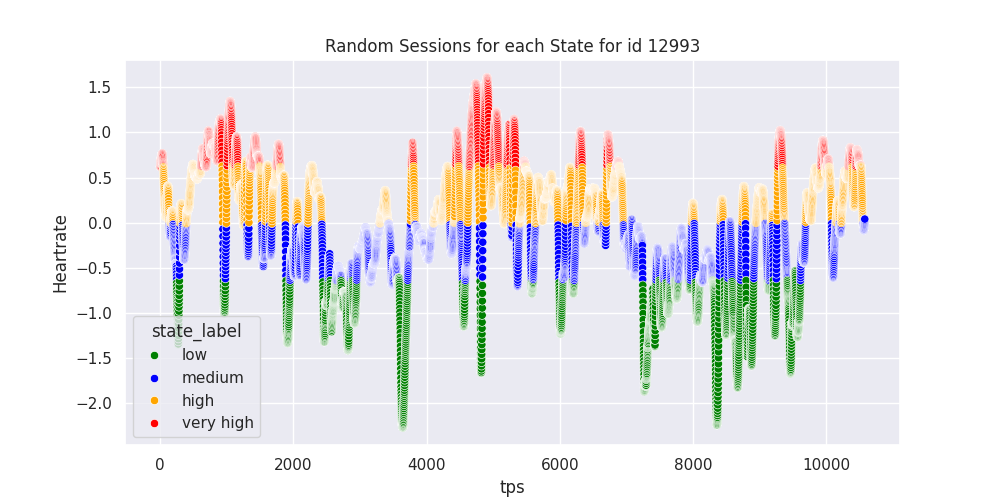 Random Sessions for each State for id 12993
Heartrate
1.5
1.0
0.5
0.0
−0.5
−1.0
−1.5
−2.0
state_label
low
medium
high
very high
0
2000
4000
6000
8000
10000
tps